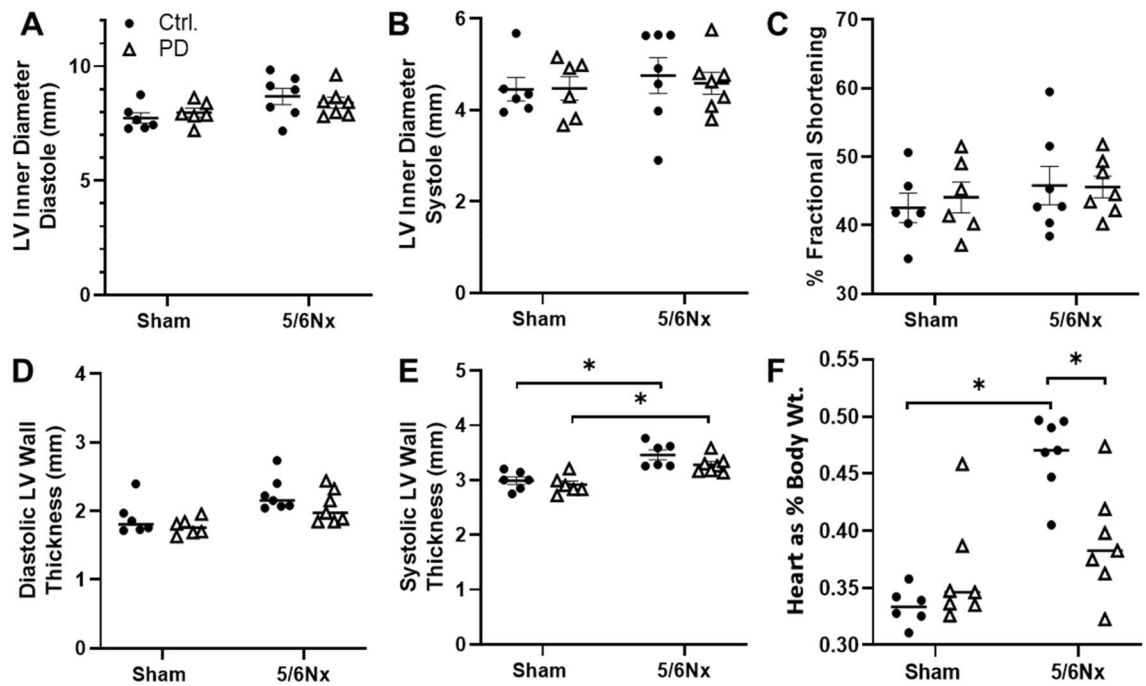 A
● Ctrl.
△ PD
LV Inner Diameter
Diastole (mm)
10
5
0
Sham
5/6Nx
B
LV Inner Diameter
Systole (mm)
6
4
2
0
Sham
5/6Nx
C
% Fractional Shortening
70
60
50
40
30
Sham
5/6Nx
D
Diastolic LV Wall
Thickness (mm)
4
3
2
1
0
Sham
5/6Nx
E
Systolic LV Wall
Thickness (mm)
5
4
3
2
1
0
*
*
Sham
5/6Nx
F
Heart as % Body Wt.
0.55
0.50
0.45
0.40
0.35
0.30
*
*
Sham
5/6Nx